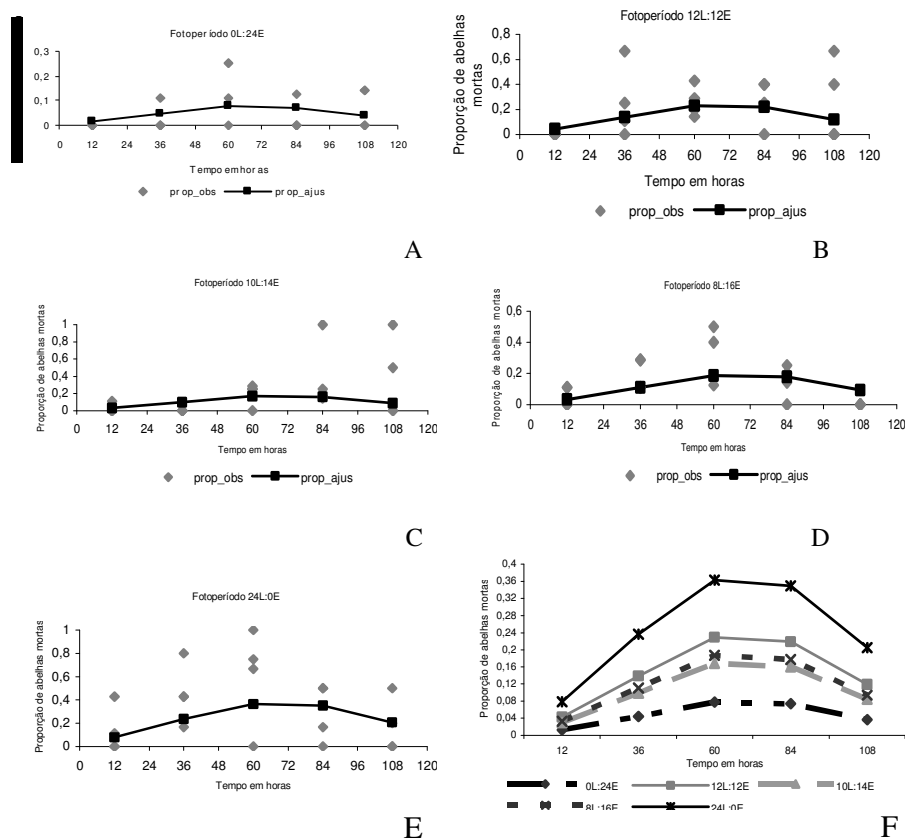 Fotoperíodo 0L:24E
0,3
0,2
0,1
0
0 12 24 36 48 60 72 84 96 108 120
Tempo em horas
prop_obs prop_ajus
A
Fotoperíodo 12L:12E
Proporção de abelhas mortas
0,8
0,6
0,4
0,2
0
0 12 24 36 48 60 72 84 96 108 120
Tempo em horas
prop_obs prop_ajus
B
Fotoperíodo 10L:14E
Proporção de abelhas mortas
1
0,8
0,6
0,4
0,2
0
0 12 24 36 48 60 72 84 96 108 120
Tempo em horas
prop_obs prop_ajus
C
Fotoperíodo 8L:16E
Proporção de abelhas mortas
0,6
0,4
0,2
0
0 12 24 36 48 60 72 84 96 108 120
Tempo em horas
prop_obs prop_ajus
D
Fotoperíodo 24L:0E
Proporção de abelhas mortas
1
0,8
0,6
0,4
0,2
0
0 12 24 36 48 60 72 84 96 108 120
Tempo em horas
prop_obs prop_ajus
E
Proporção de abelhas mortas
0,4
0,36
0,32
0,28
0,24
0,2
0,16
0,12
0,08
0,04
0
12 36 60 84 108
Tempo em horas
0L:24E 12L:12E 10L:14E
8L:16E 24L:0E
F